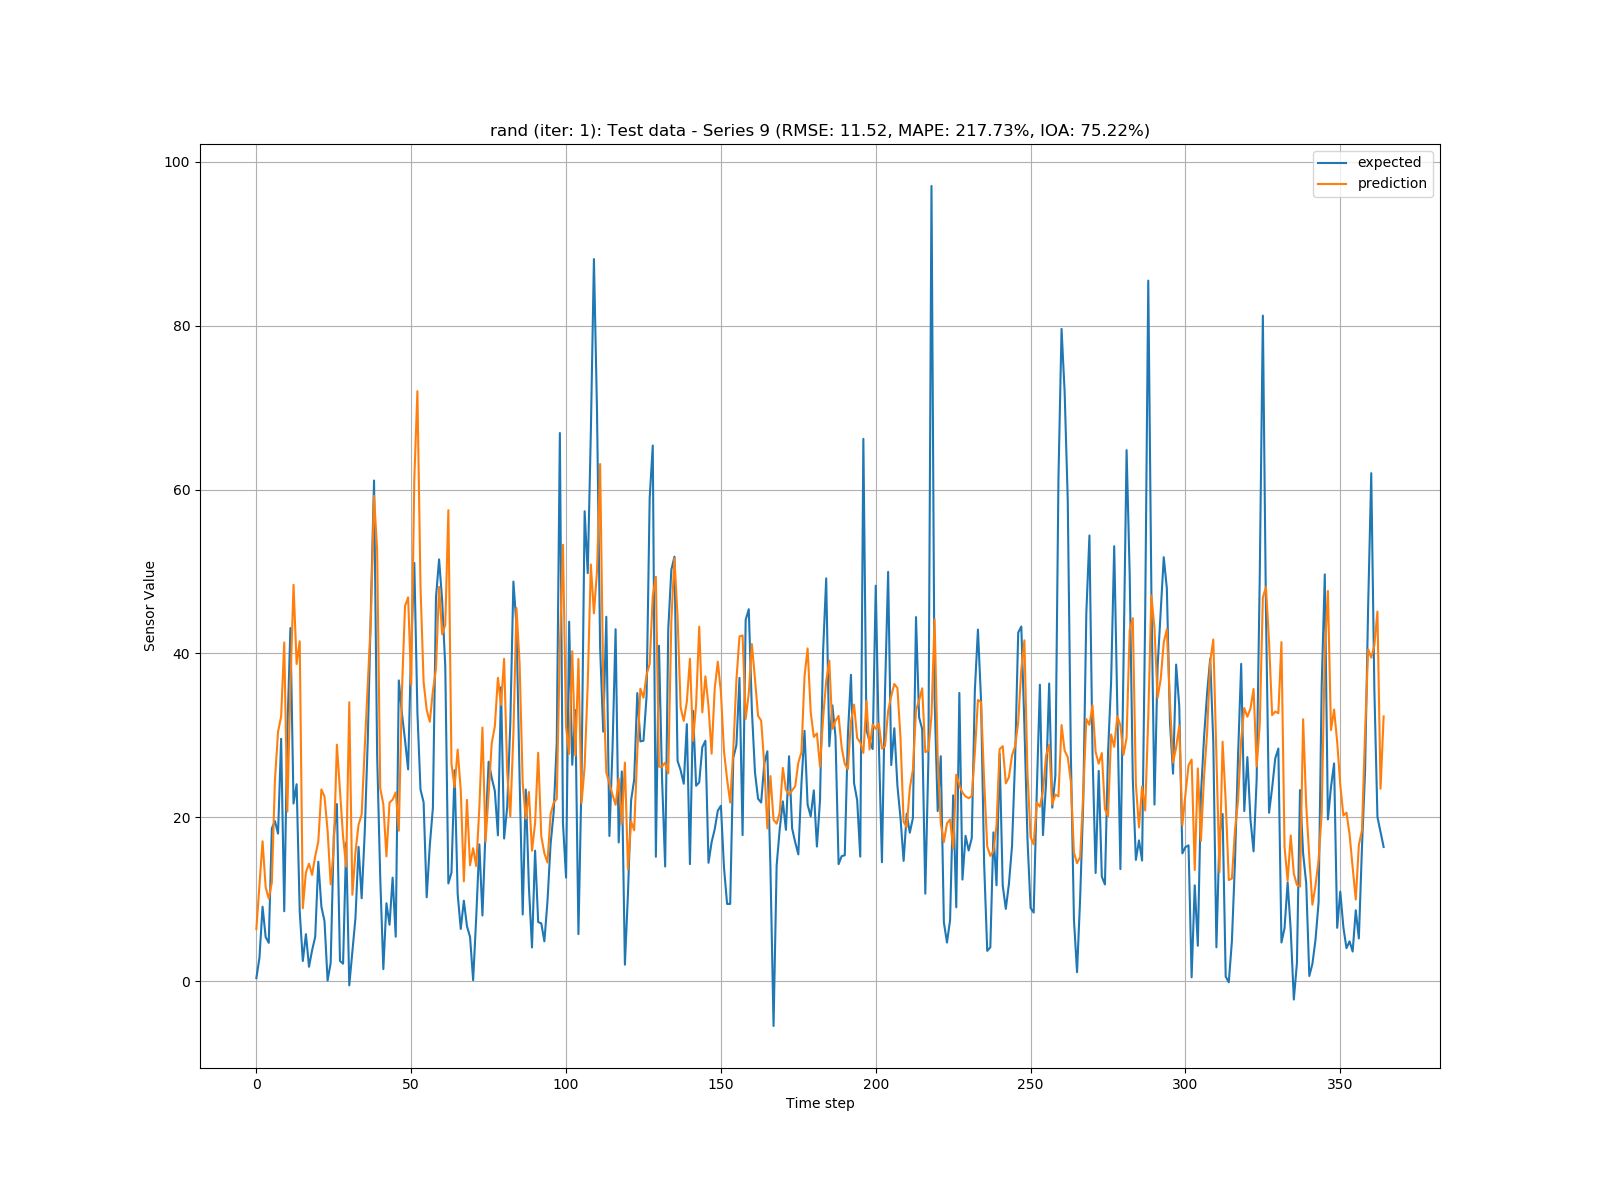 rand (iter: 1): Test data - Series 9 (RMSE: 11.52, MAPE: 217.73%, IOA: 75.22%)
expected
prediction
Sensor Value
100
80
60
40
20
0
0 50 100 150 200 250 300 350
Time step